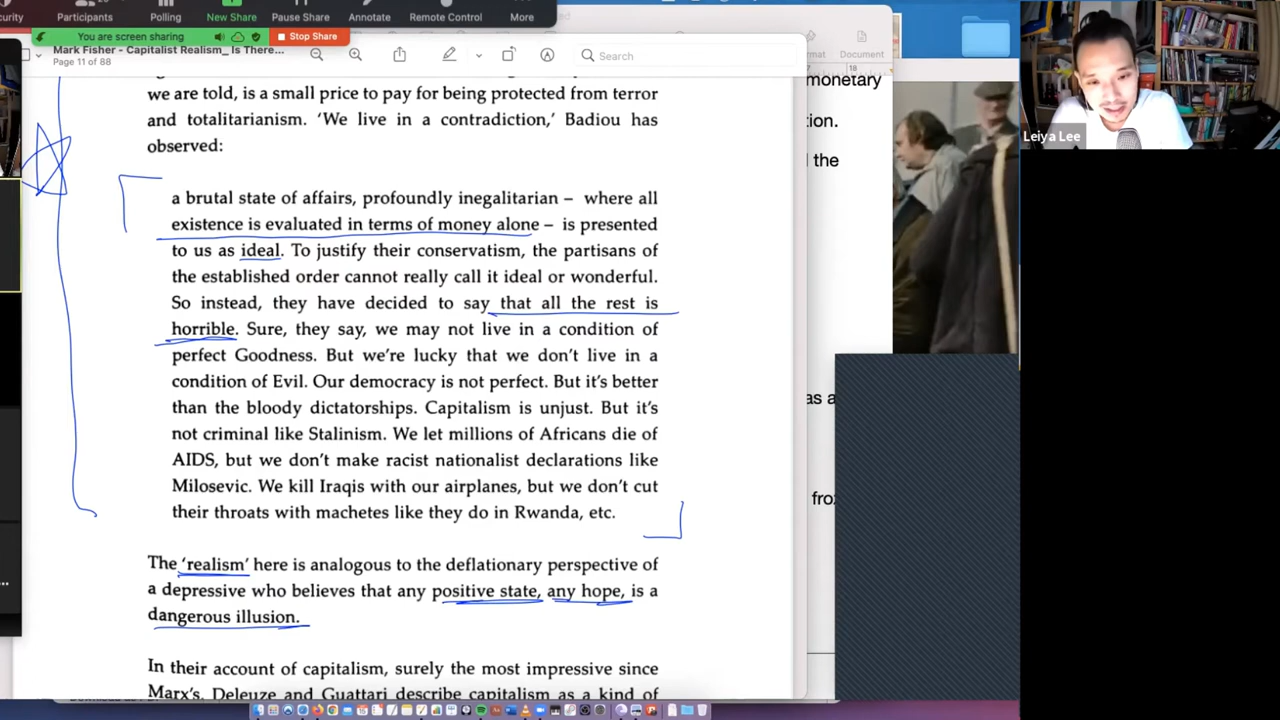 curity
Participants
Polling
New Share
Pause Share
Annotate
Remote Control
More
You are screen sharing
Stop Share
Mark Fisher - Capitalist Realism_ Is There...
Page 11 of 88
Search
rmat
Document
17
18
we are told, is a small price to pay for being protected from terror
and totalitarianism. ‘We live in a contradiction,’ Badiou has
observed:
a brutal state of affairs, profoundly inegalitarian – where all
existence is evaluated in terms of money alone – is presented
to us as ideal. To justify their conservatism, the partisans of
the established order cannot really call it ideal or wonderful.
So instead, they have decided to say that all the rest is
horrible. Sure, they say, we may not live in a condition of
perfect Goodness. But we’re lucky that we don’t live in a
condition of Evil. Our democracy is not perfect. But it’s better
than the bloody dictatorships. Capitalism is unjust. But it’s
not criminal like Stalinism. We let millions of Africans die of
AIDS, but we don’t make racist nationalist declarations like
Milosevic. We kill Iraqis with our airplanes, but we don’t cut
their throats with machetes like they do in Rwanda, etc.
The ‘realism’ here is analogous to the deflationary perspective of
a depressive who believes that any positive state, any hope, is a
dangerous illusion.
In their account of capitalism, surely the most impressive since
Marx’s, Deleuze and Guattari describe capitalism as a kind of
monetary
tion.
the
as a
fro
Leiya Lee